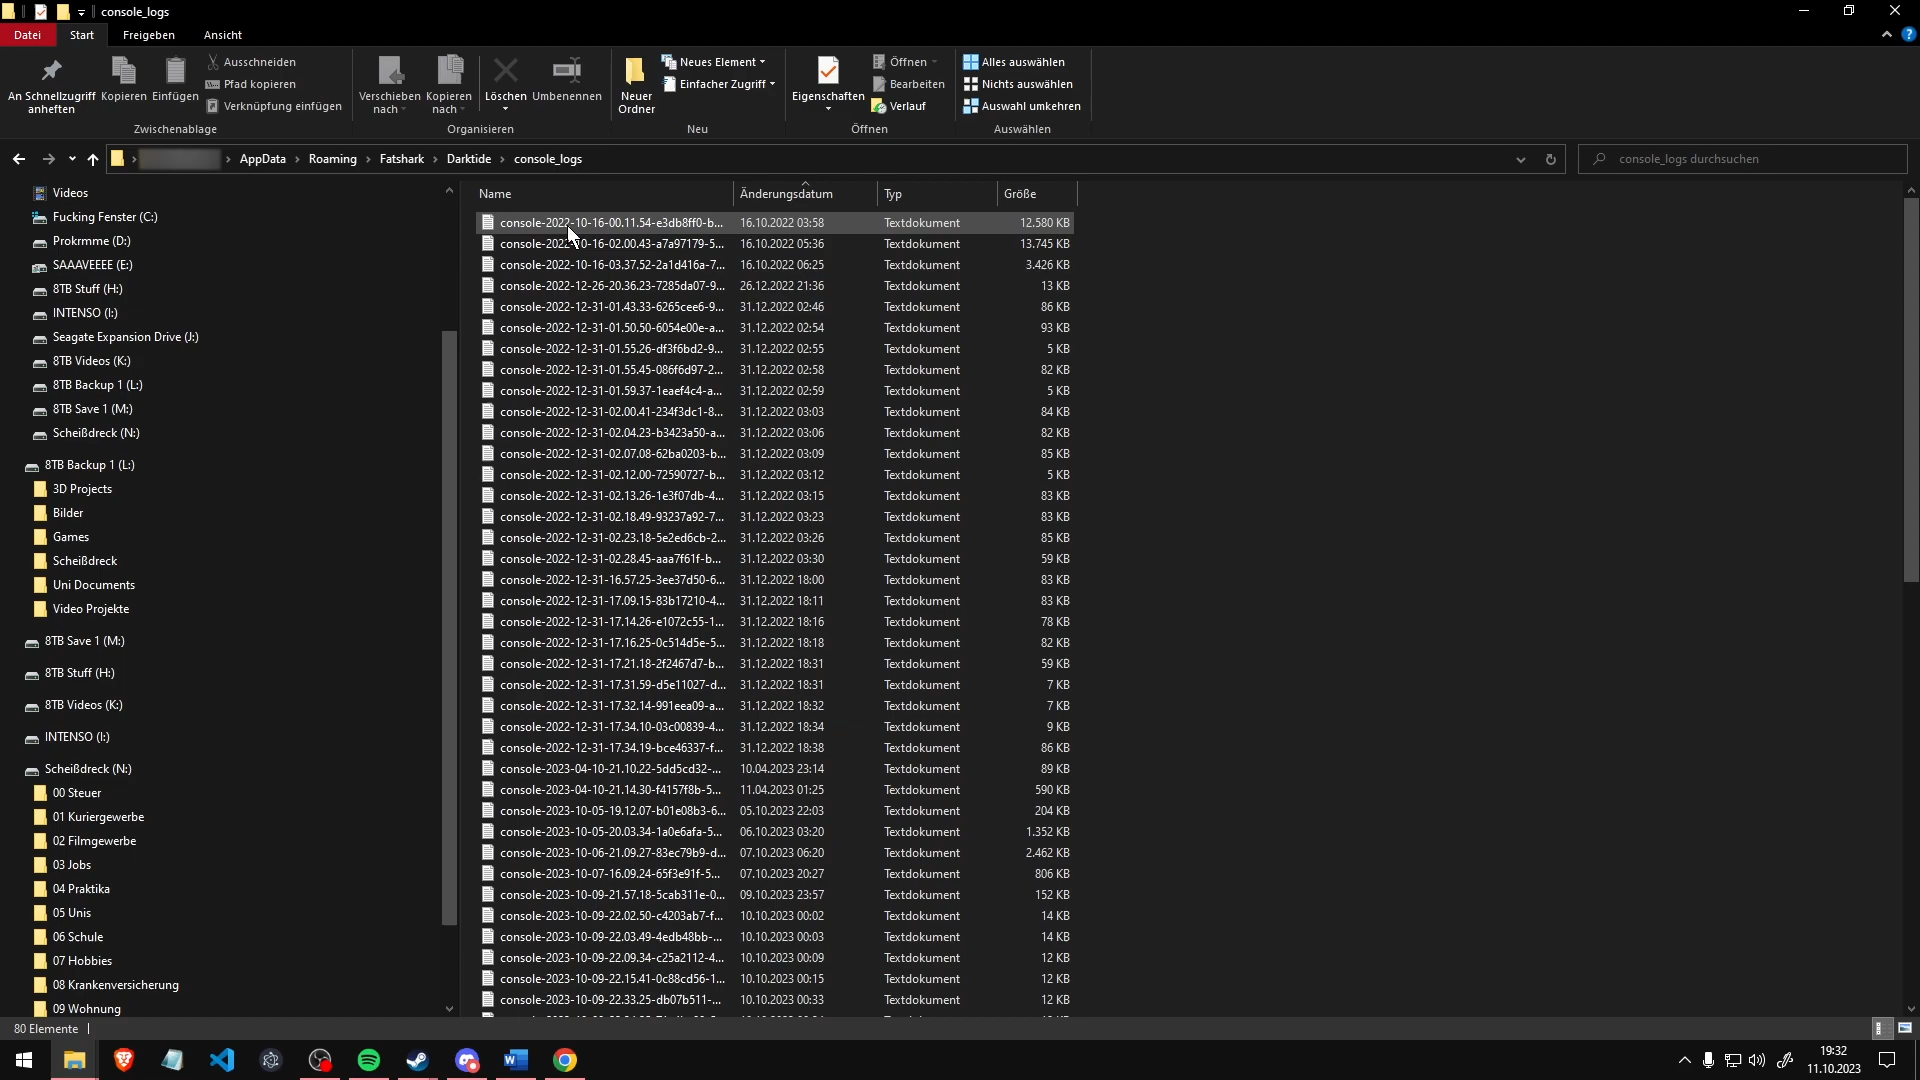 console_logs
Datei Start Freigeben Ansicht
An Schnellzugriff anheften
Kopieren
Einfügen
Ausschneiden
Pfad kopieren
Verknüpfung einfügen
Zwischenablage
Verschieben nach
Kopieren nach
Löschen
Umbenennen
Organisieren
Neuer Ordner
Neues Element
Einfacher Zugriff
Neu
Eigenschaften
Öffnen
Bearbeiten
Verlauf
Öffnen
Alles auswählen
Nichts auswählen
Auswahl umkehren
Auswählen
AppData › Roaming › Fatshark › Darktide › console_logs
console_logs durchsuchen
Videos
Fucking Fenster (C:)
Prokrmme (D:)
SAAAVEEEE (E:)
8TB Stuff (H:)
INTENSO (I:)
Seagate Expansion Drive (J:)
8TB Videos (K:)
8TB Backup 1 (L:)
8TB Save 1 (M:)
Scheißdreck (N:)
8TB Backup 1 (L:)
3D Projects
Bilder
Games
Scheißdreck
Uni Documents
Video Projekte
8TB Save 1 (M:)
8TB Stuff (H:)
8TB Videos (K:)
INTENSO (I:)
Scheißdreck (N:)
00 Steuer
01 Kuriergewerbe
02 Filmgewerbe
03 Jobs
04 Praktika
05 Unis
06 Schule
07 Hobbies
08 Krankenversicherung
09 Wohnung
Name Änderungsdatum Typ Größe
console-2022-10-16-00.11.54-e3db8ff0-b... 16.10.2022 03:58 Textdokument 12.580 KB
console-2022-10-16-02.00.43-a7a97179-5... 16.10.2022 05:36 Textdokument 13.745 KB
console-2022-10-16-03.37.52-2a1d416a-7... 16.10.2022 06:25 Textdokument 3.426 KB
console-2022-12-26-20.36.23-7285da07-9... 26.12.2022 21:36 Textdokument 13 KB
console-2022-12-31-01.43.33-6265cee6-9... 31.12.2022 02:46 Textdokument 86 KB
console-2022-12-31-01.50.50-6054e00e-a... 31.12.2022 02:54 Textdokument 93 KB
console-2022-12-31-01.55.26-df3f6bd2-9... 31.12.2022 02:55 Textdokument 5 KB
console-2022-12-31-01.55.45-086f6d97-2... 31.12.2022 02:58 Textdokument 82 KB
console-2022-12-31-01.59.37-1eaef4c4-a... 31.12.2022 02:59 Textdokument 5 KB
console-2022-12-31-02.00.41-234f3dc1-8... 31.12.2022 03:03 Textdokument 84 KB
console-2022-12-31-02.04.23-b3423a50-a... 31.12.2022 03:06 Textdokument 82 KB
console-2022-12-31-02.07.08-62ba0203-b... 31.12.2022 03:09 Textdokument 85 KB
console-2022-12-31-02.12.00-72590727-b... 31.12.2022 03:12 Textdokument 5 KB
console-2022-12-31-02.13.26-1e3f07db-4... 31.12.2022 03:15 Textdokument 83 KB
console-2022-12-31-02.18.49-93237a92-7... 31.12.2022 03:23 Textdokument 83 KB
console-2022-12-31-02.23.18-5e2ed6cb-2... 31.12.2022 03:26 Textdokument 85 KB
console-2022-12-31-02.28.45-aaa7f61f-b... 31.12.2022 03:30 Textdokument 59 KB
console-2022-12-31-16.57.25-3ee37d50-6... 31.12.2022 18:00 Textdokument 83 KB
console-2022-12-31-17.09.15-83b17210-4... 31.12.2022 18:11 Textdokument 83 KB
console-2022-12-31-17.14.26-e1072c55-1... 31.12.2022 18:16 Textdokument 78 KB
console-2022-12-31-17.16.25-0c514d5e-5... 31.12.2022 18:18 Textdokument 82 KB
console-2022-12-31-17.21.18-2f2467d7-b... 31.12.2022 18:31 Textdokument 59 KB
console-2022-12-31-17.31.59-d5e11027-d... 31.12.2022 18:31 Textdokument 7 KB
console-2022-12-31-17.32.14-991eea09-a... 31.12.2022 18:32 Textdokument 7 KB
console-2022-12-31-17.34.10-03c00839-4... 31.12.2022 18:34 Textdokument 9 KB
console-2022-12-31-17.34.19-bce46337-f... 31.12.2022 18:38 Textdokument 86 KB
console-2023-04-10-21.10.22-5dd5cd32-... 10.04.2023 23:14 Textdokument 89 KB
console-2023-04-10-21.14.30-f4157f8b-5... 11.04.2023 01:25 Textdokument 590 KB
console-2023-10-05-19.12.07-b01e08b3-6... 05.10.2023 22:03 Textdokument 204 KB
console-2023-10-05-20.03.34-1a0e6afa-5... 06.10.2023 03:20 Textdokument 1.352 KB
console-2023-10-06-21.09.27-83ec79b9-d... 07.10.2023 06:20 Textdokument 2.462 KB
console-2023-10-07-16.09.24-65f3e91f-5... 07.10.2023 20:27 Textdokument 806 KB
console-2023-10-09-21.57.18-5cab311e-0... 09.10.2023 23:57 Textdokument 152 KB
console-2023-10-09-22.02.50-c4203ab7-f... 10.10.2023 00:02 Textdokument 14 KB
console-2023-10-09-22.03.49-4edb48bb-... 10.10.2023 00:03 Textdokument 14 KB
console-2023-10-09-22.09.34-c25a2112-4... 10.10.2023 00:09 Textdokument 12 KB
console-2023-10-09-22.15.41-0c88cd56-1... 10.10.2023 00:15 Textdokument 12 KB
console-2023-10-09-22.33.25-db07b511-... 10.10.2023 00:33 Textdokument 12 KB
80 Elemente
19:32
11.10.2023